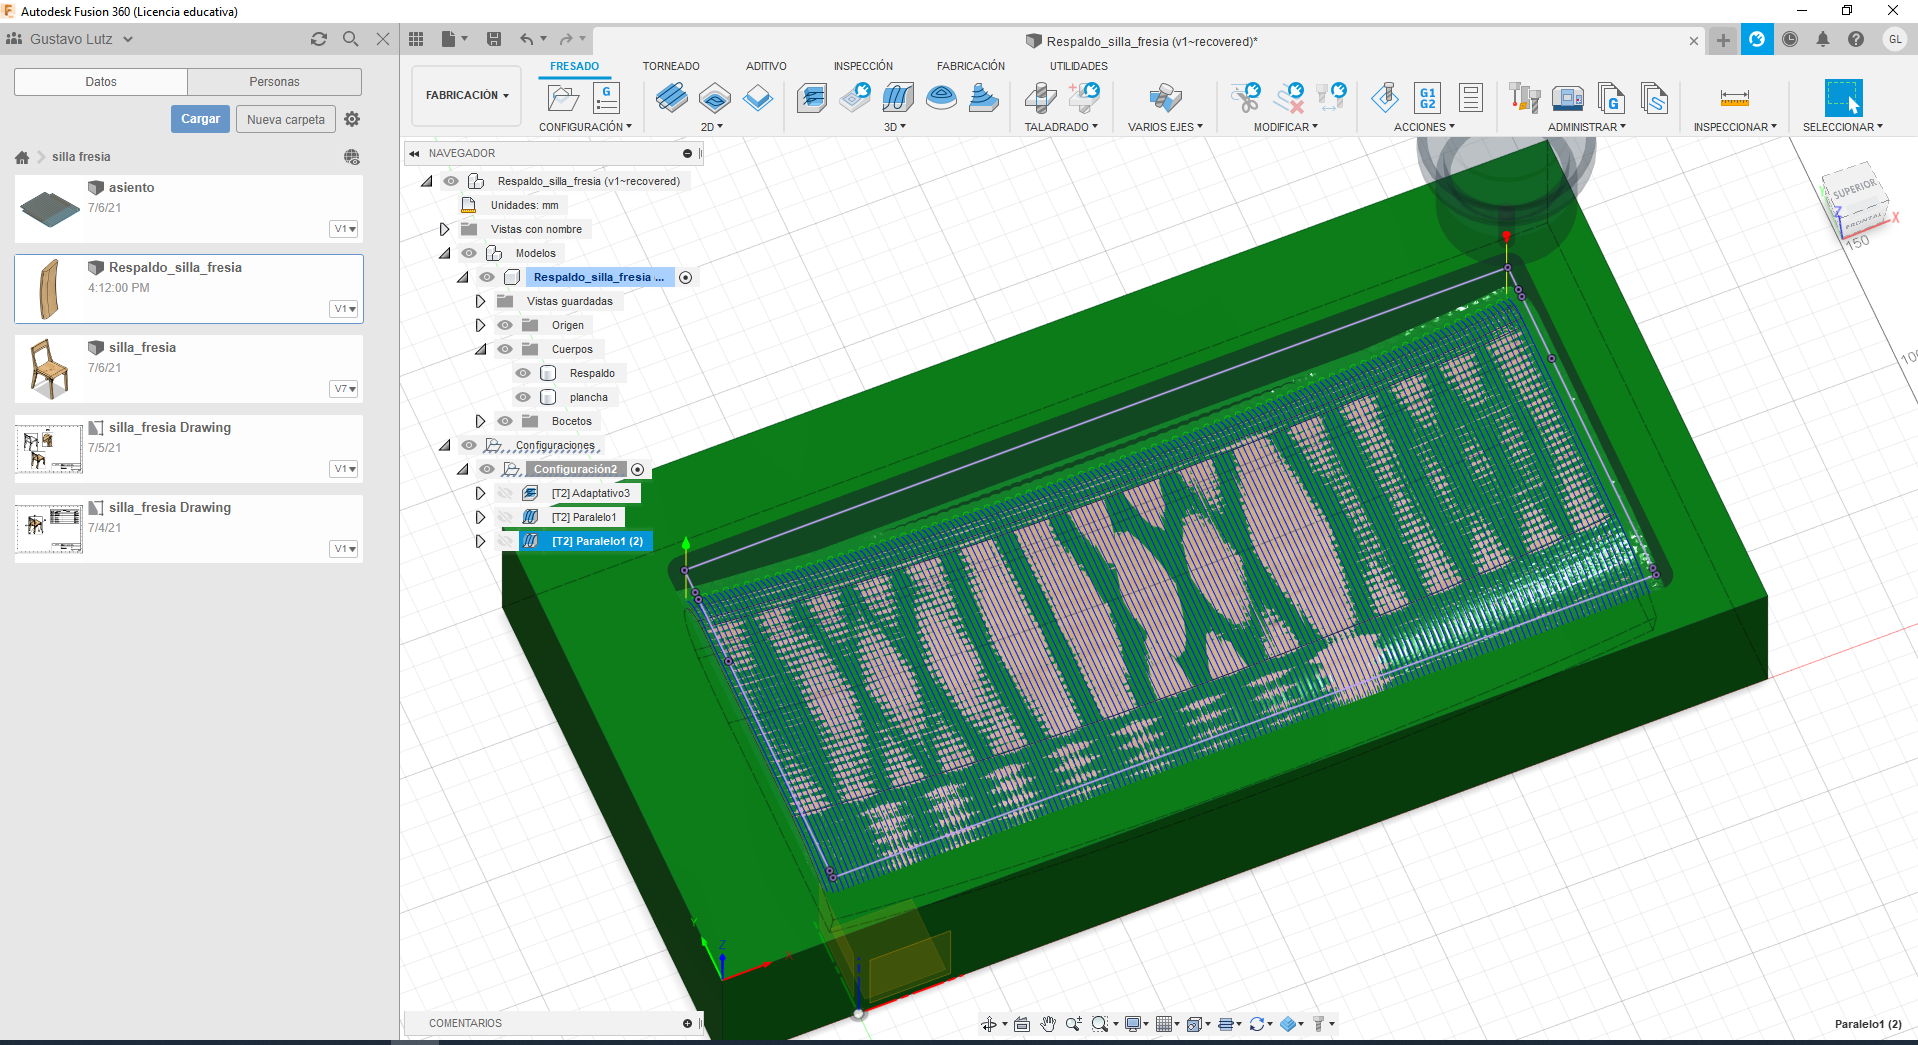 Autodesk Fusion 360 (Licencia educativa)
Gustavo Lutz
Datos
Personas
Cargar
Nueva carpeta
silla fresia
asiento
7/6/21
V1
Respaldo_silla_fresia
4:12:00 PM
V1
silla_fresia
7/6/21
V7
silla_fresia Drawing
7/5/21
V1
silla_fresia Drawing
7/4/21
V1
Respaldo_silla_fresia (v1~recovered)*
GL
FABRICACIÓN
FRESADO
TORNEADO
ADITIVO
INSPECCIÓN
FABRICACIÓN
UTILIDADES
G
G1
G2
G
CONFIGURACIÓN
2D
3D
TALADRADO
VARIOS EJES
MODIFICAR
ACCIONES
ADMINISTRAR
INSPECCIONAR
SELECCIONAR
NAVEGADOR
Respaldo_silla_fresia (v1~recovered)
Unidades: mm
Vistas con nombre
Modelos
Respaldo_silla_fresia ...
Vistas guardadas
Origen
Cuerpos
Respaldo
plancha
Bocetos
Configuraciones
Configuración2
[T2] Adaptativo3
[T2] Paralelo1
[T2] Paralelo1 (2)
SUPERIOR
FRONTAL
Z
X
150
Y
Z
X
COMENTARIOS
Paralelo1 (2)